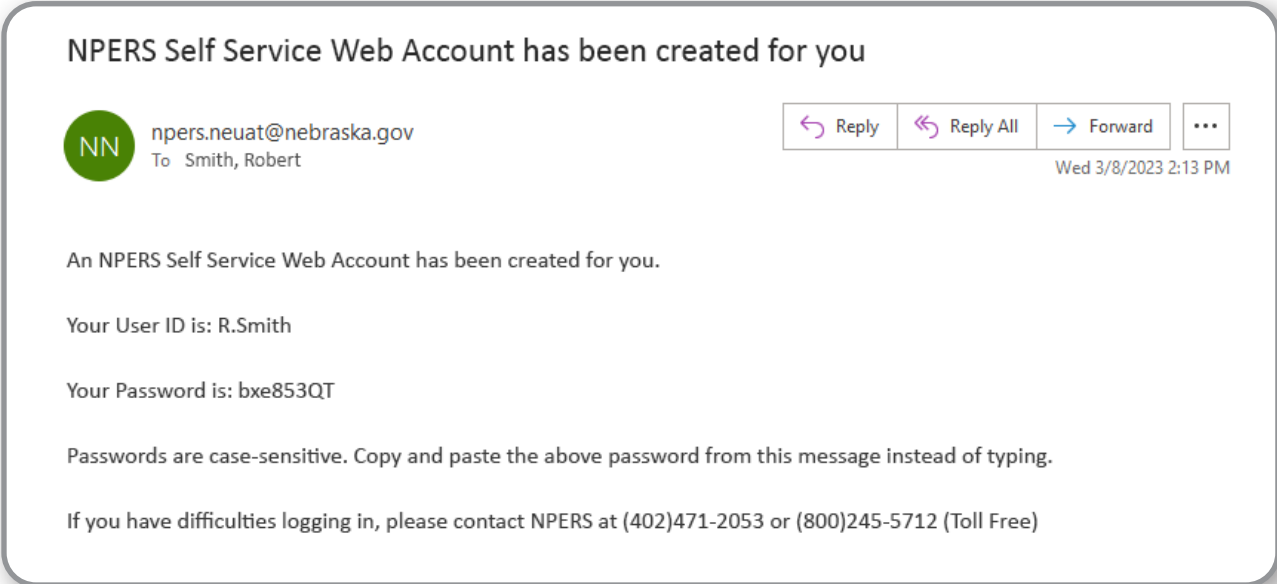 NPERS Self Service Web Account has been created for you
NN
npers.neuat@nebraska.gov
To Smith, Robert
Reply
Reply All
Forward
Wed 3/8/2023 2:13 PM
An NPERS Self Service Web Account has been created for you.
Your User ID is: R.Smith
Your Password is: bxe853QT
Passwords are case-sensitive. Copy and paste the above password from this message instead of typing.
If you have difficulties logging in, please contact NPERS at (402)471-2053 or (800)245-5712 (Toll Free)